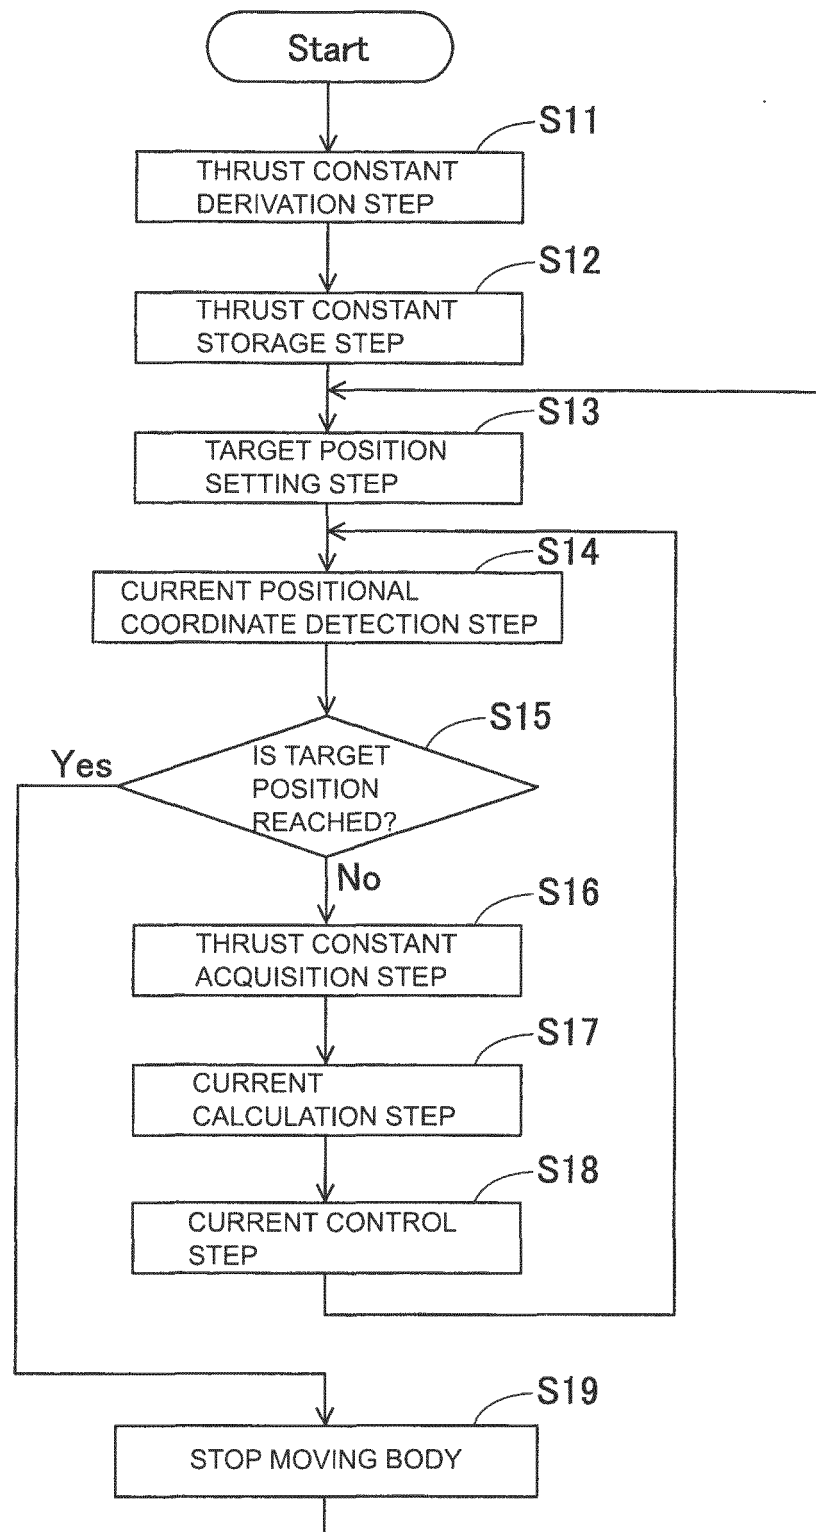 Start
S11
THRUST CONSTANT
DERIVATION STEP
S12
THRUST CONSTANT
STORAGE STEP
S13
TARGET POSITION
SETTING STEP
S14
CURRENT POSITIONAL
COORDINATE DETECTION STEP
S15
Yes
IS TARGET
POSITION
REACHED?
No
S16
THRUST CONSTANT
ACQUISITION STEP
S17
CURRENT
CALCULATION STEP
S18
CURRENT CONTROL
STEP
S19
STOP MOVING BODY